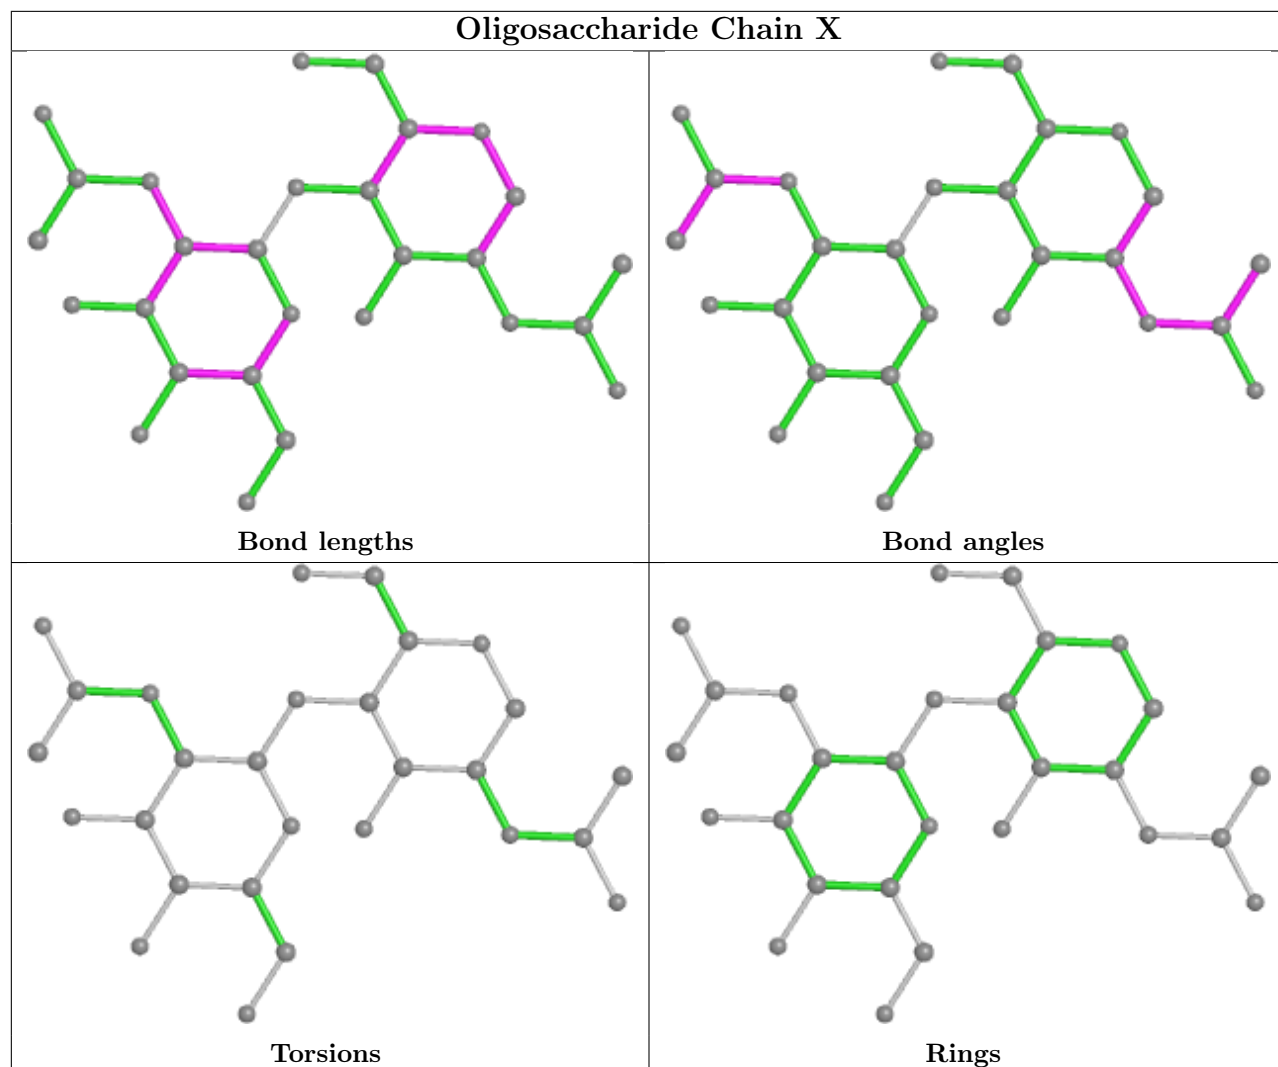 Oligosaccharide Chain X
Bond lengths
Bond angles
Torsions
Rings